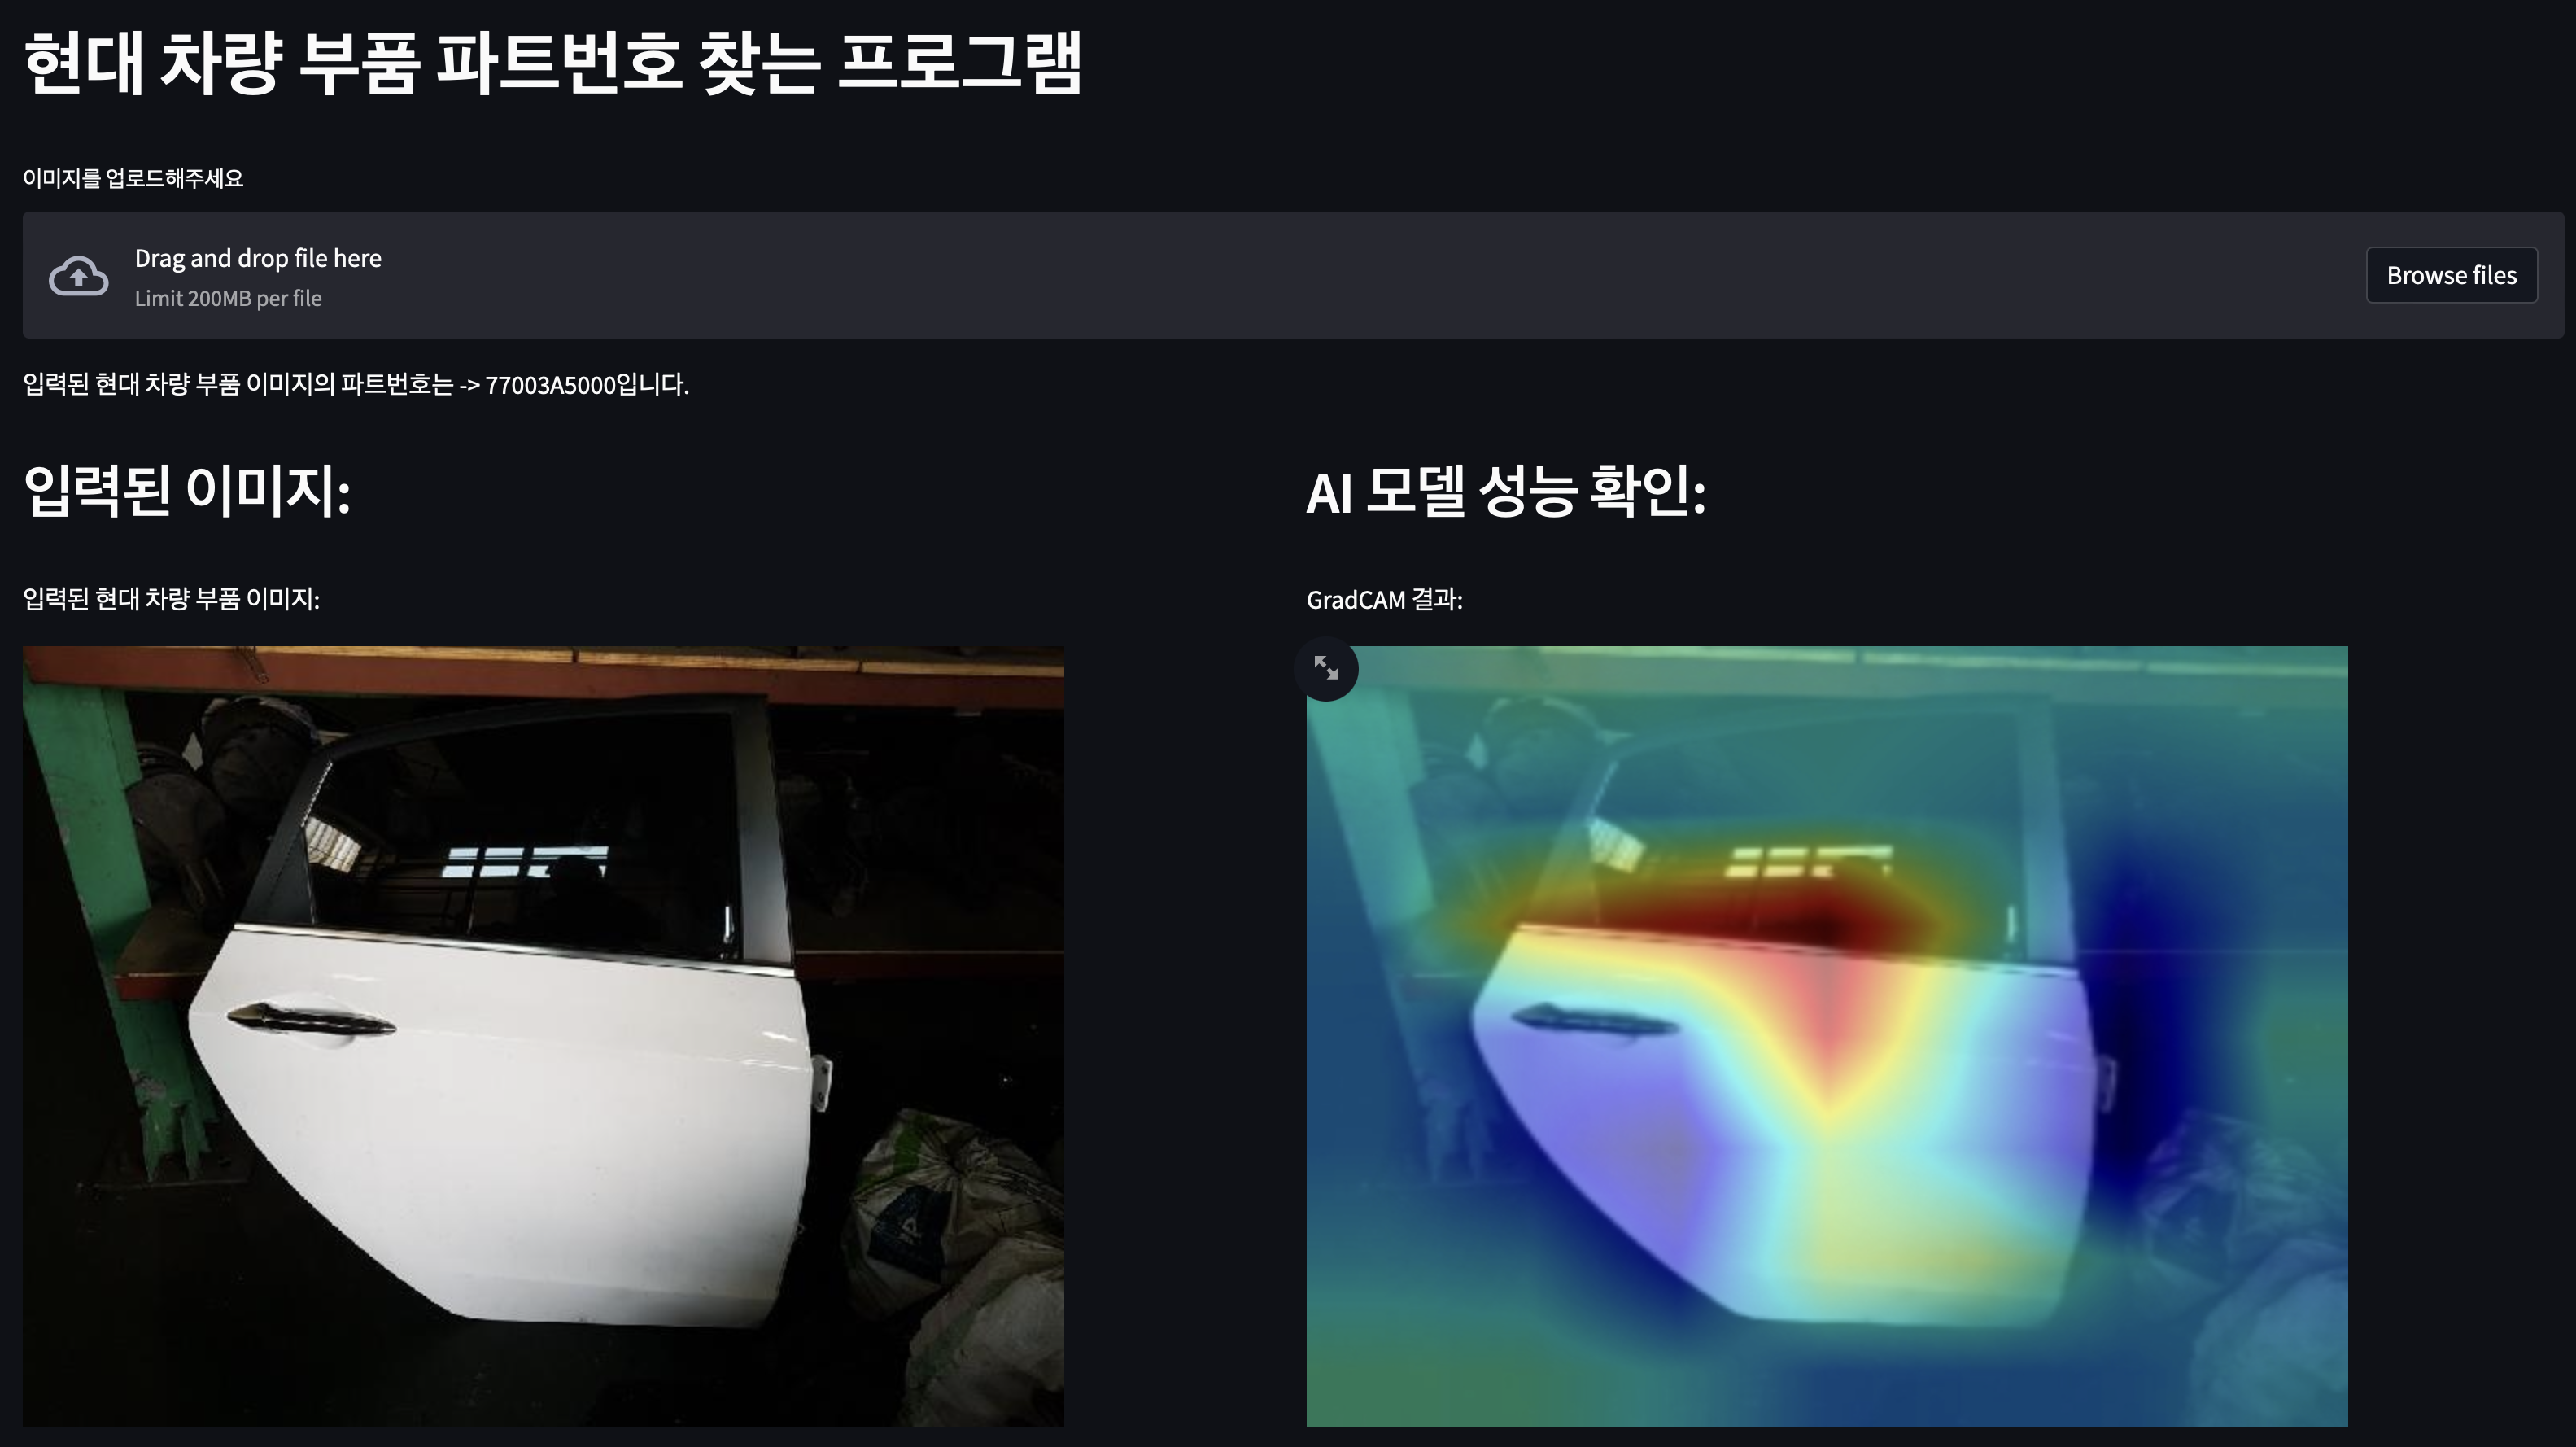 현대 차량 부품 파트번호 찾는 프로그램
이미지를 업로드해주세요
Drag and drop file here
Limit 200MB per file
Browse files
입력된 현대 차량 부품 이미지의 파트번호는 -> 77003A5000입니다.
입력된 이미지:
AI 모델 성능 확인:
입력된 현대 차량 부품 이미지:
GradCAM 결과: